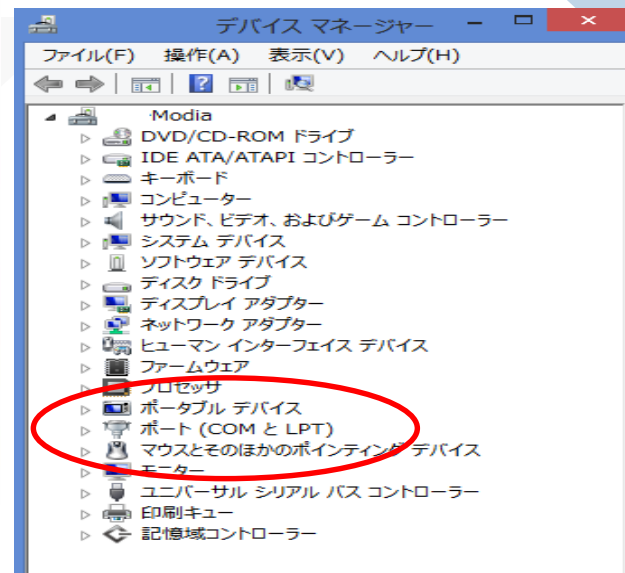 デバイス マネージャー
ファイル(F) 操作(A) 表示(V) ヘルプ(H)
·Modia
DVD/CD-ROM ドライブ
IDE ATA/ATAPI コントローラー
キーボード
コンピューター
サウンド、ビデオ、およびゲーム コントローラー
システム デバイス
ソフトウェア デバイス
ディスク ドライブ
ディスプレイ アダプター
ネットワーク アダプター
ヒューマン インターフェイス デバイス
ファームウェア
プロセッサ
ポータブル デバイス
ポート (COM と LPT)
マウスとそのほかのポインティング デバイス
モニター
ユニバーサル シリアル バス コントローラー
印刷キュー
記憶域コントローラー